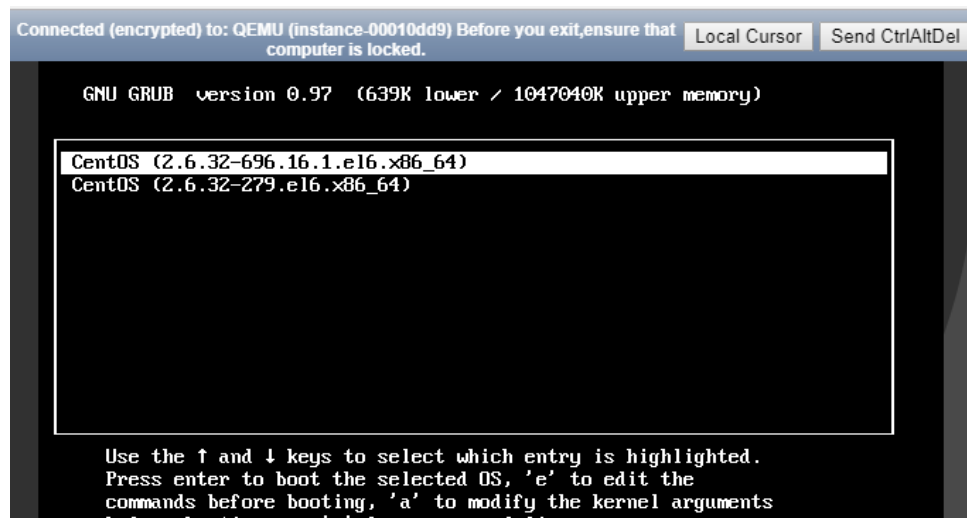 Connected (encrypted) to: QEMU (instance-00010dd9) Before you exit,ensure that
computer is locked.
Local Cursor
Send CtrlAltDel
GNU GRUB version 0.97 (639K lower / 1047040K upper memory)
CentOS (2.6.32-696.16.1.el6.x86_64)
CentOS (2.6.32-279.el6.x86_64)
Use the ↑ and ↓ keys to select which entry is highlighted.
Press enter to boot the selected OS, 'e' to edit the
commands before booting, 'a' to modify the kernel arguments